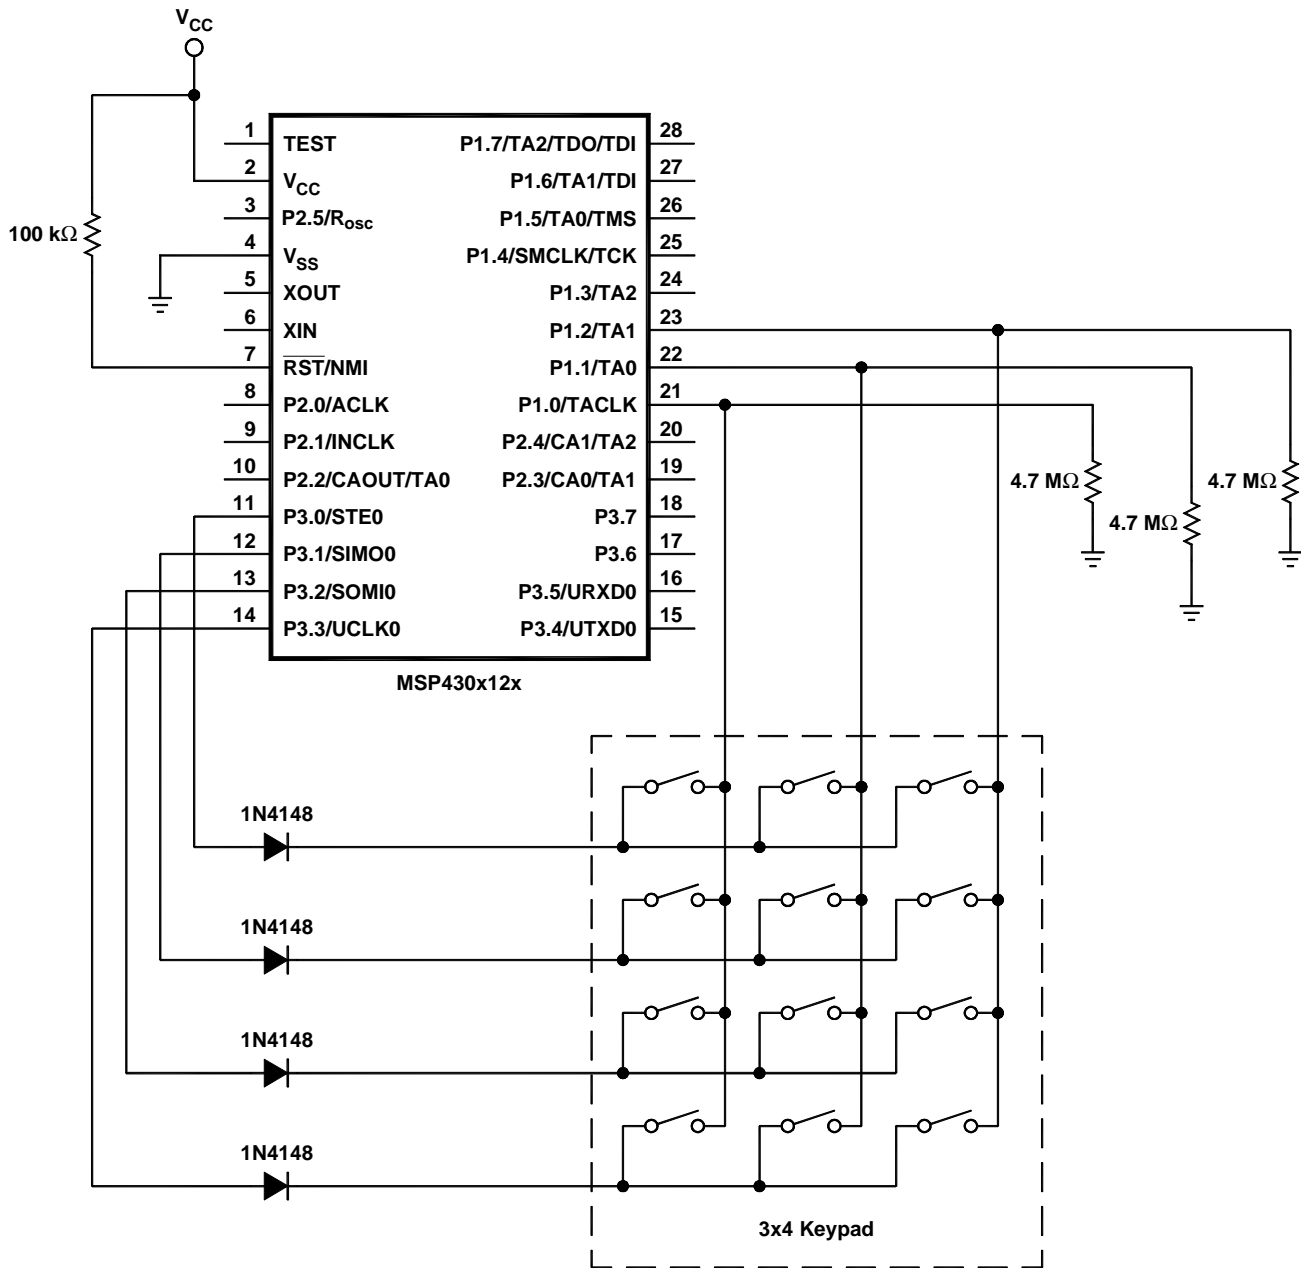 VCC
1 TEST P1.7/TA2/TDO/TDI 28
2 VCC P1.6/TA1/TDI 27
3 P2.5/Rosc P1.5/TA0/TMS 26
100 kΩ
4 VSS P1.4/SMCLK/TCK 25
5 XOUT P1.3/TA2 24
6 XIN P1.2/TA1 23
7 RST/NMI P1.1/TA0 22
8 P2.0/ACLK P1.0/TACLK 21
9 P2.1/INCLK P2.4/CA1/TA2 20
10 P2.2/CAOUT/TA0 P2.3/CA0/TA1 19
4.7 MΩ
4.7 MΩ
4.7 MΩ
11 P3.0/STE0 P3.7 18
12 P3.1/SIMO0 P3.6 17
13 P3.2/SOMI0 P3.5/URXD0 16
14 P3.3/UCLK0 P3.4/UTXD0 15
MSP430x12x
1N4148
1N4148
1N4148
1N4148
3x4 Keypad